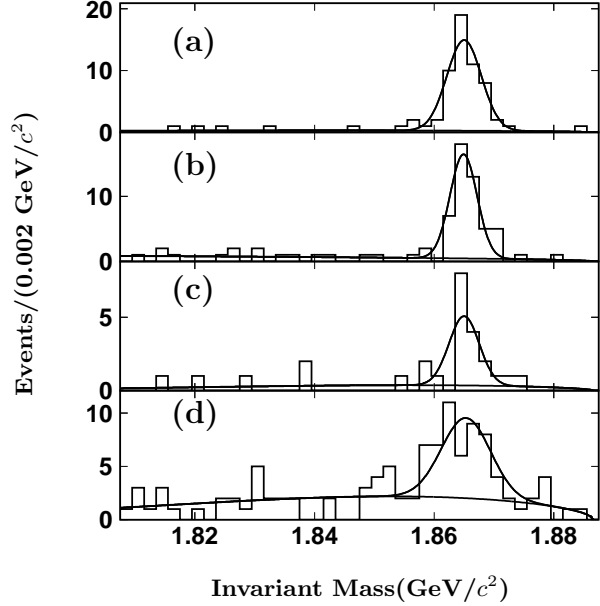 20
(a)
10
0
(b)
10
0
(c)
5
0
(d)
10
5
0
1.82 1.84 1.86 1.88
Events/(0.002 GeV/c²)
Invariant Mass(GeV/c²)